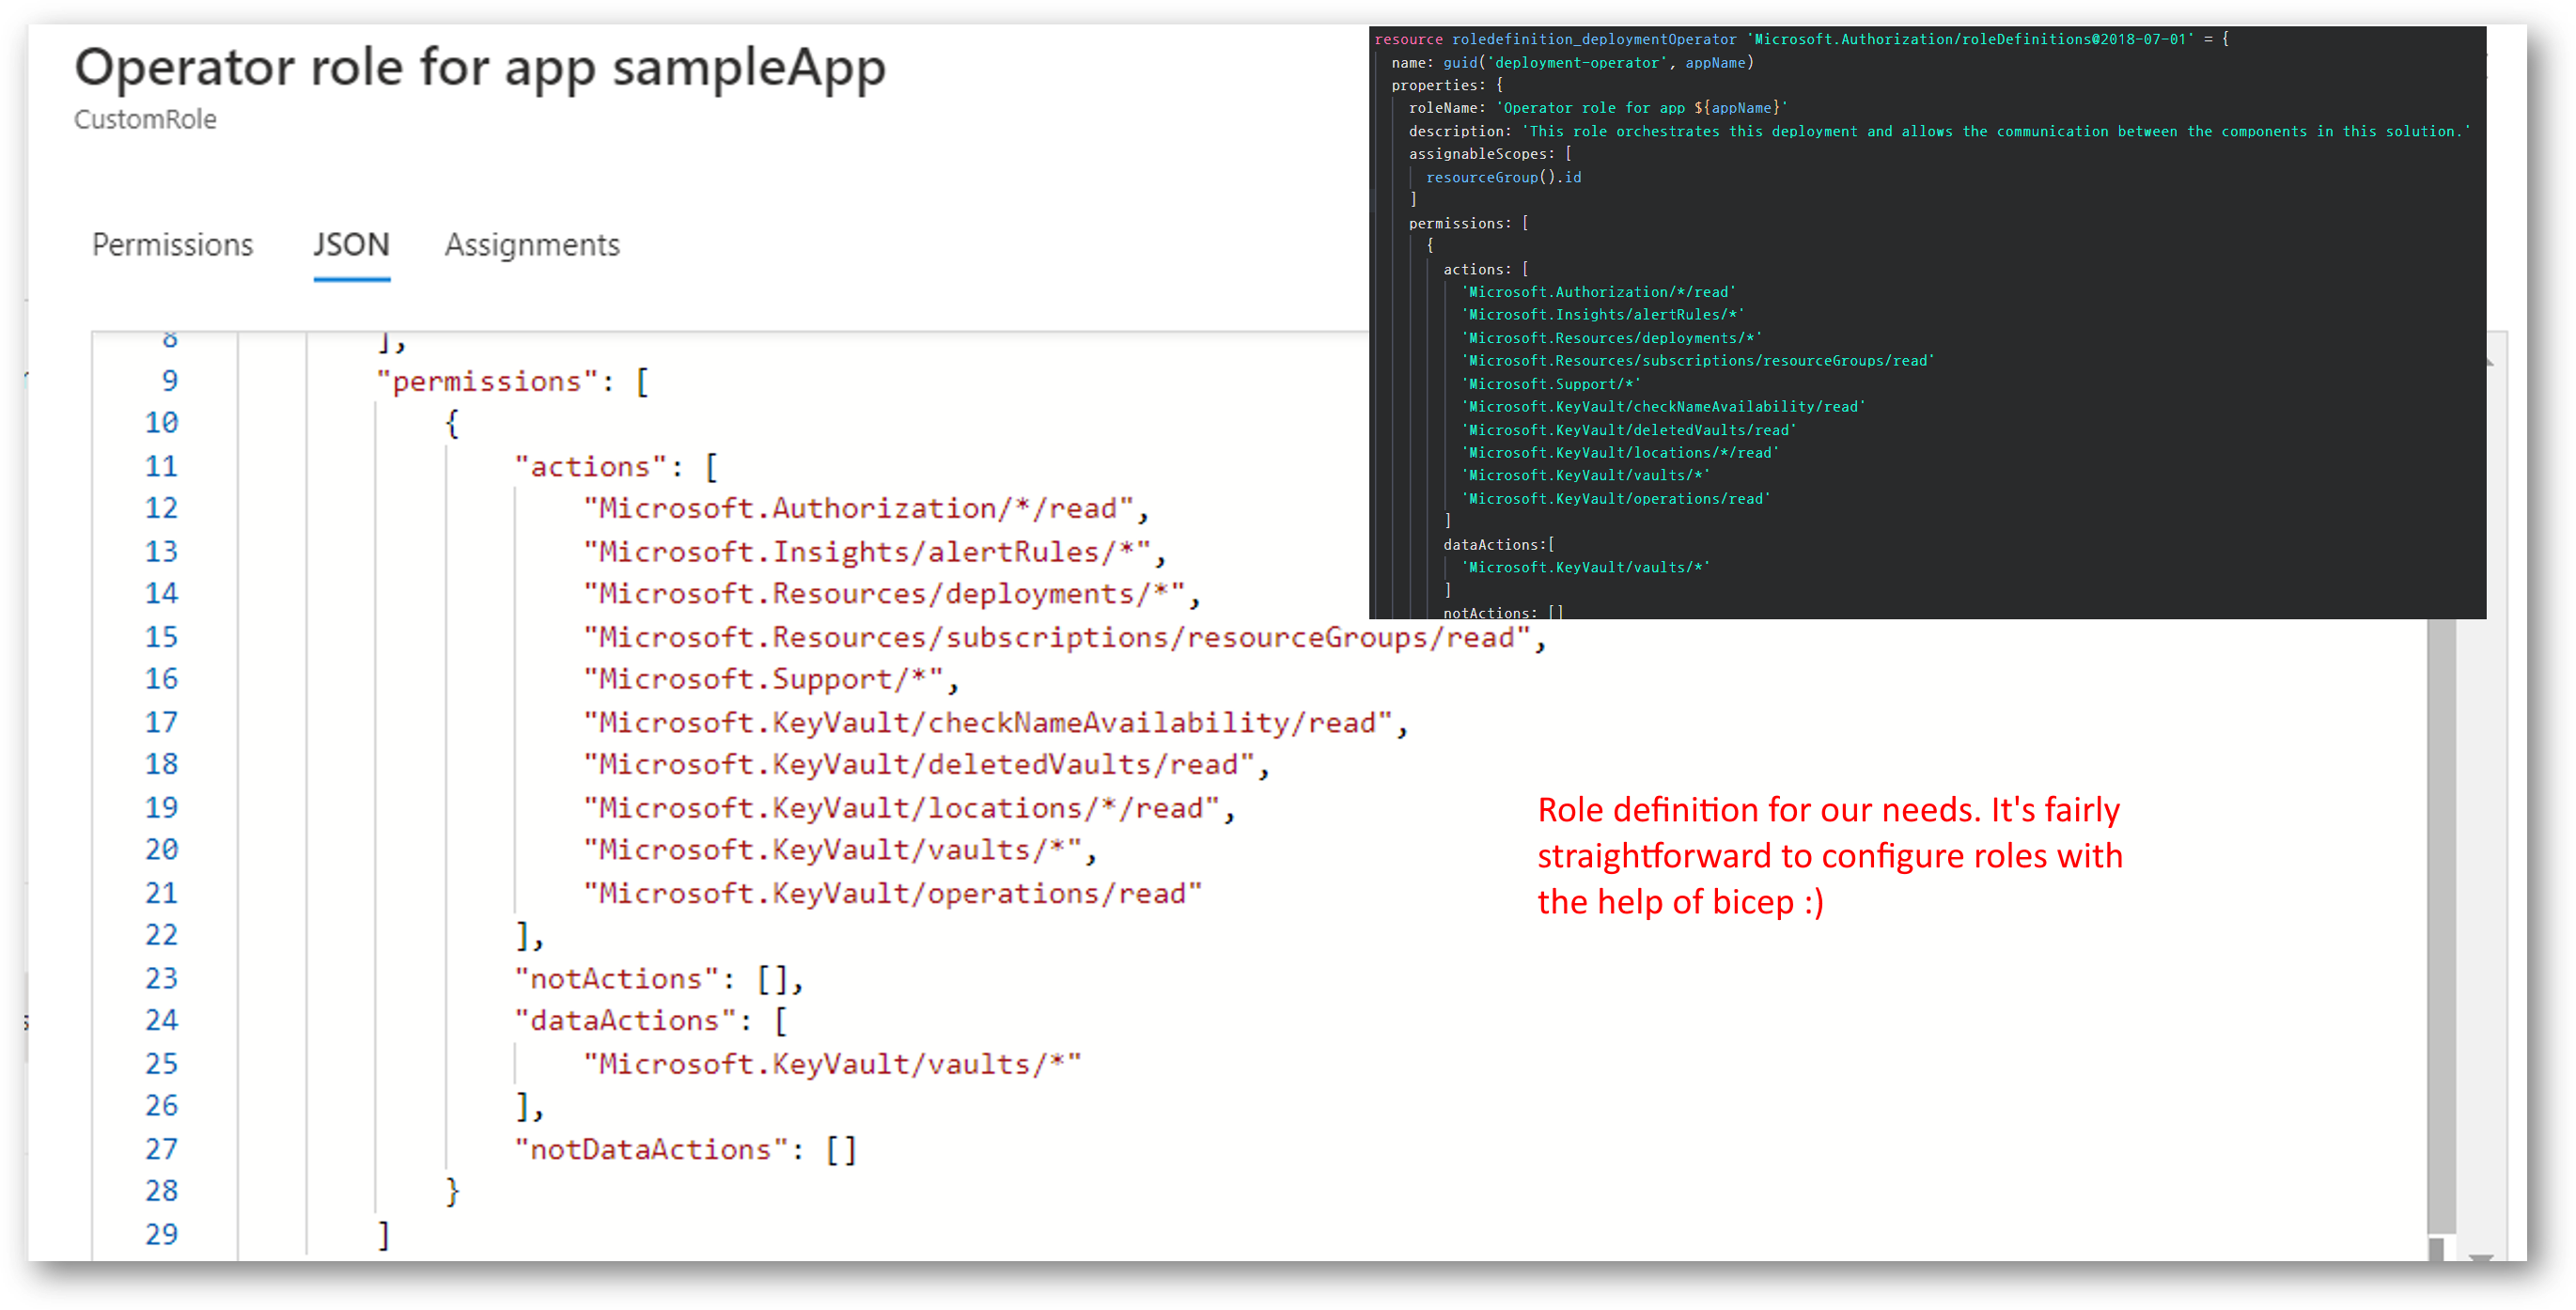 Operator role for app sampleApp
CustomRole
Permissions JSON Assignments
8 ],
9 "permissions": [
10 {
11 "actions": [
12 "Microsoft.Authorization/*/read",
13 "Microsoft.Insights/alertRules/*",
14 "Microsoft.Resources/deployments/*",
15 "Microsoft.Resources/subscriptions/resourceGroups/read",
16 "Microsoft.Support/*",
17 "Microsoft.KeyVault/checkNameAvailability/read",
18 "Microsoft.KeyVault/deletedVaults/read",
19 "Microsoft.KeyVault/locations/*/read",
20 "Microsoft.KeyVault/vaults/*",
21 "Microsoft.KeyVault/operations/read"
22 ],
23 "notActions": [],
24 "dataActions": [
25 "Microsoft.KeyVault/vaults/*"
26 ],
27 "notDataActions": []
28 }
29 ]
resource roledefinition_deploymentOperator 'Microsoft.Authorization/roleDefinitions@2018-07-01' = {
name: guid('deployment-operator', appName)
properties: {
roleName: 'Operator role for app ${appName}'
description: 'This role orchestrates this deployment and allows the communication between the components in this solution.'
assignableScopes: [
resourceGroup().id
]
permissions: [
{
actions: [
'Microsoft.Authorization/*/read'
'Microsoft.Insights/alertRules/*'
'Microsoft.Resources/deployments/*'
'Microsoft.Resources/subscriptions/resourceGroups/read'
'Microsoft.Support/*'
'Microsoft.KeyVault/checkNameAvailability/read'
'Microsoft.KeyVault/deletedVaults/read'
'Microsoft.KeyVault/locations/*/read'
'Microsoft.KeyVault/vaults/*'
'Microsoft.KeyVault/operations/read'
]
dataActions:[
'Microsoft.KeyVault/vaults/*'
]
notActions: []
Role definition for our needs. It's fairly
straightforward to configure roles with
the help of bicep :)